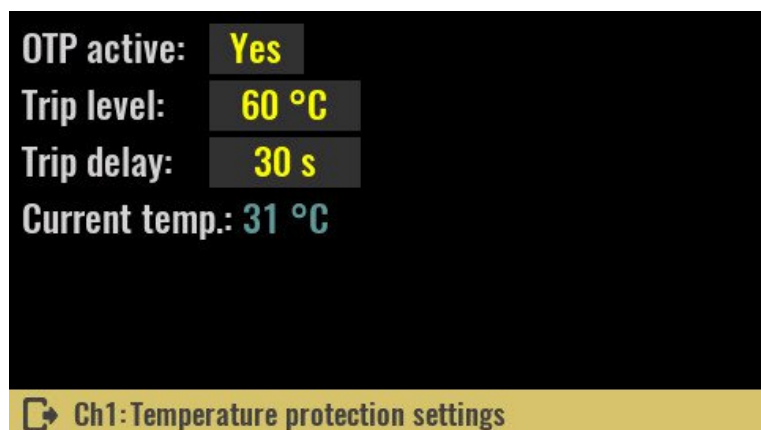 OTP active: Yes
Trip level: 60 °C
Trip delay: 30 s
Current temp.: 31 °C
Ch1: Temperature protection settings